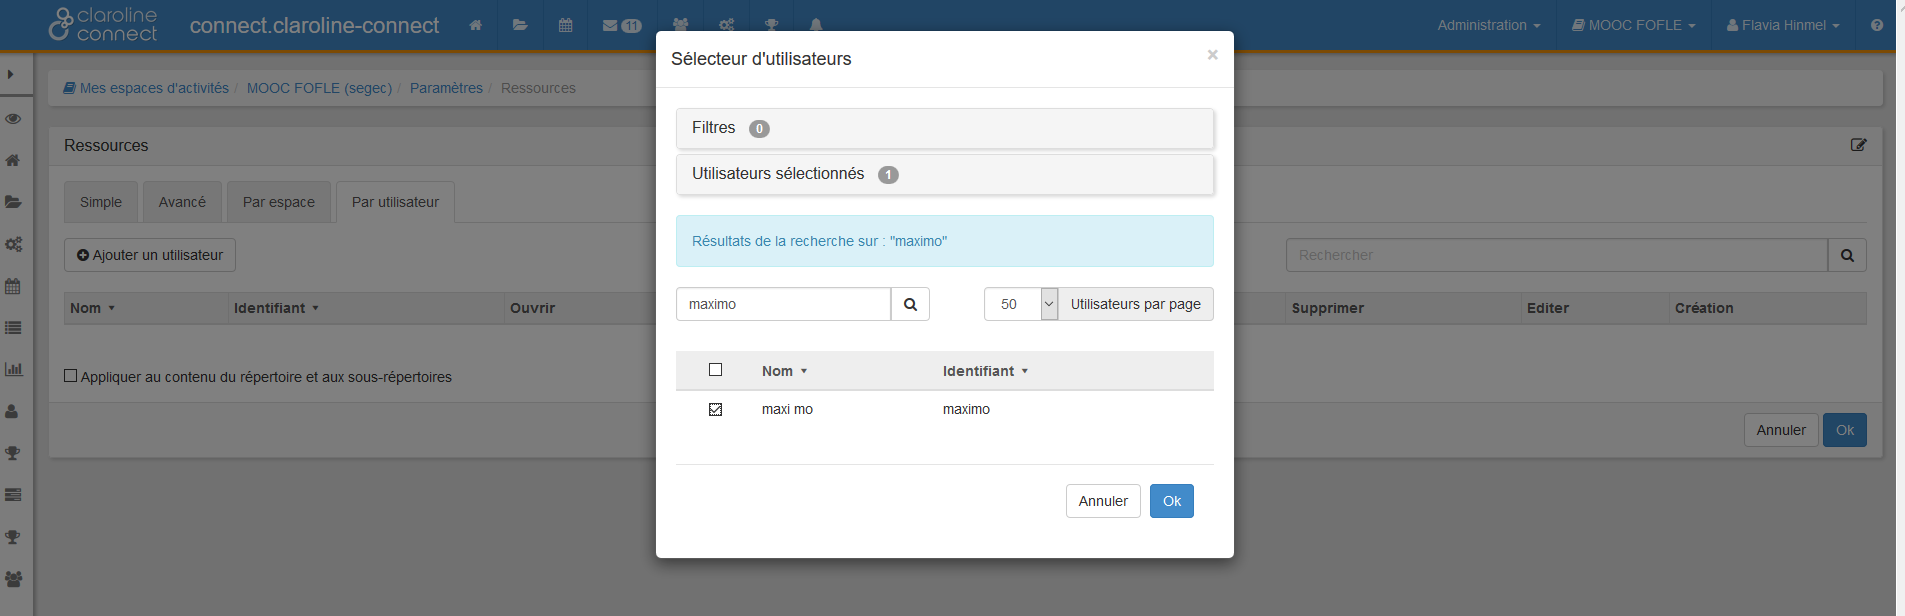 claroline connect
connect.claroline-connect
11
Administration
MOOC FOFLE
Flavia Hinmel
Mes espaces d'activités / MOOC FOFLE (segec) / Paramètres / Ressources
Ressources
Simple
Avancé
Par espace
Par utilisateur
Ajouter un utilisateur
Rechercher
Nom
Identifiant
Ouvrir
Supprimer
Editer
Création
Appliquer au contenu du répertoire et aux sous-répertoires
Annuler
Ok
Sélecteur d'utilisateurs
×
Filtres 0
Utilisateurs sélectionnés 1
Résultats de la recherche sur : "maximo"
maximo
50
Utilisateurs par page
Nom
Identifiant
maxi mo
maximo
Annuler
Ok